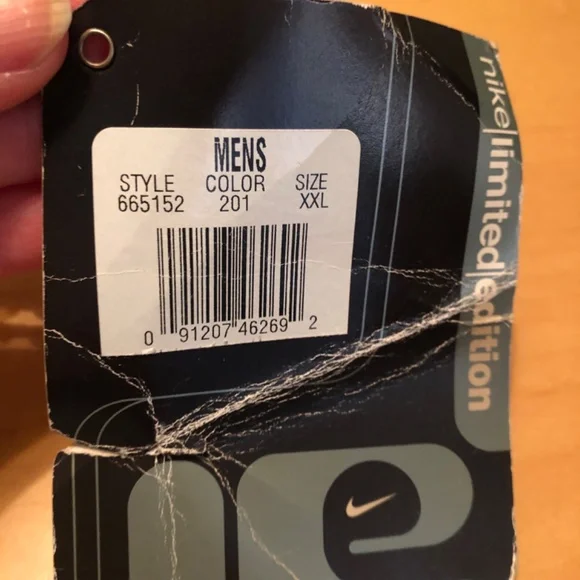 MENS
STYLE COLOR SIZE
665152 201 XXL
0 91207 46269 2
nike|limited|edition